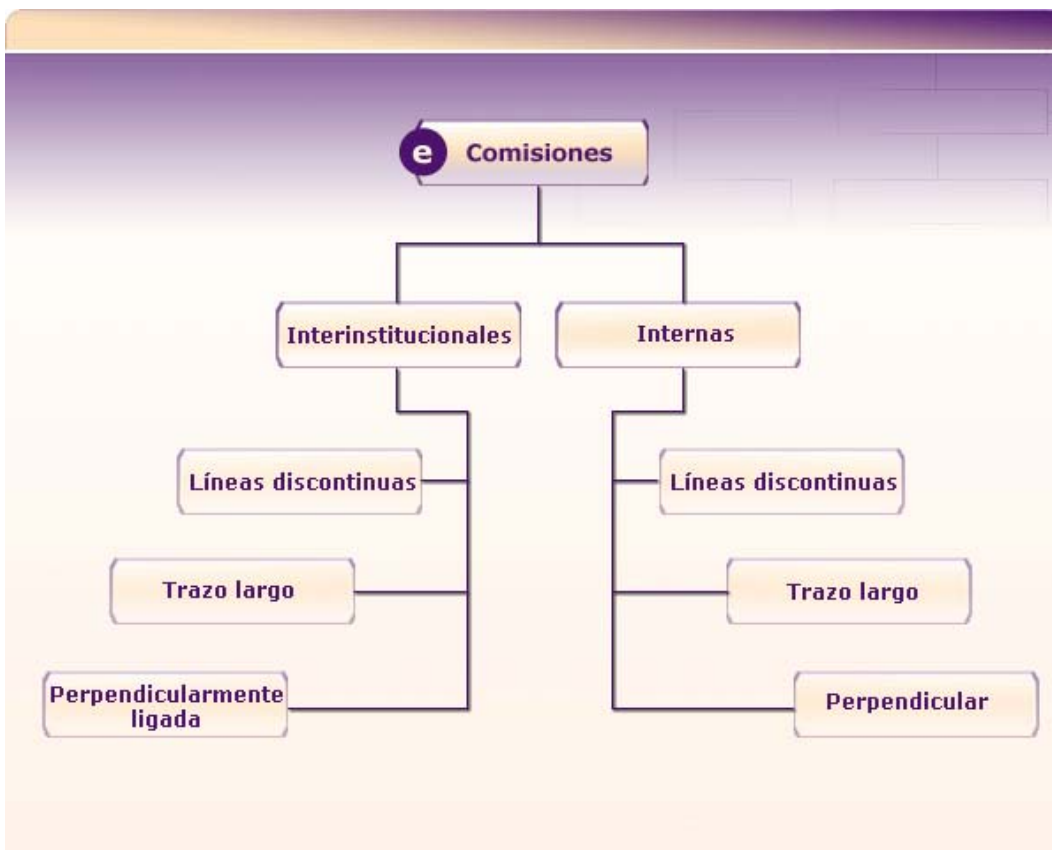 e Comisiones
Interinstitucionales
Internas
Líneas discontinuas
Líneas discontinuas
Trazo largo
Trazo largo
Perpendicularmente
ligada
Perpendicular